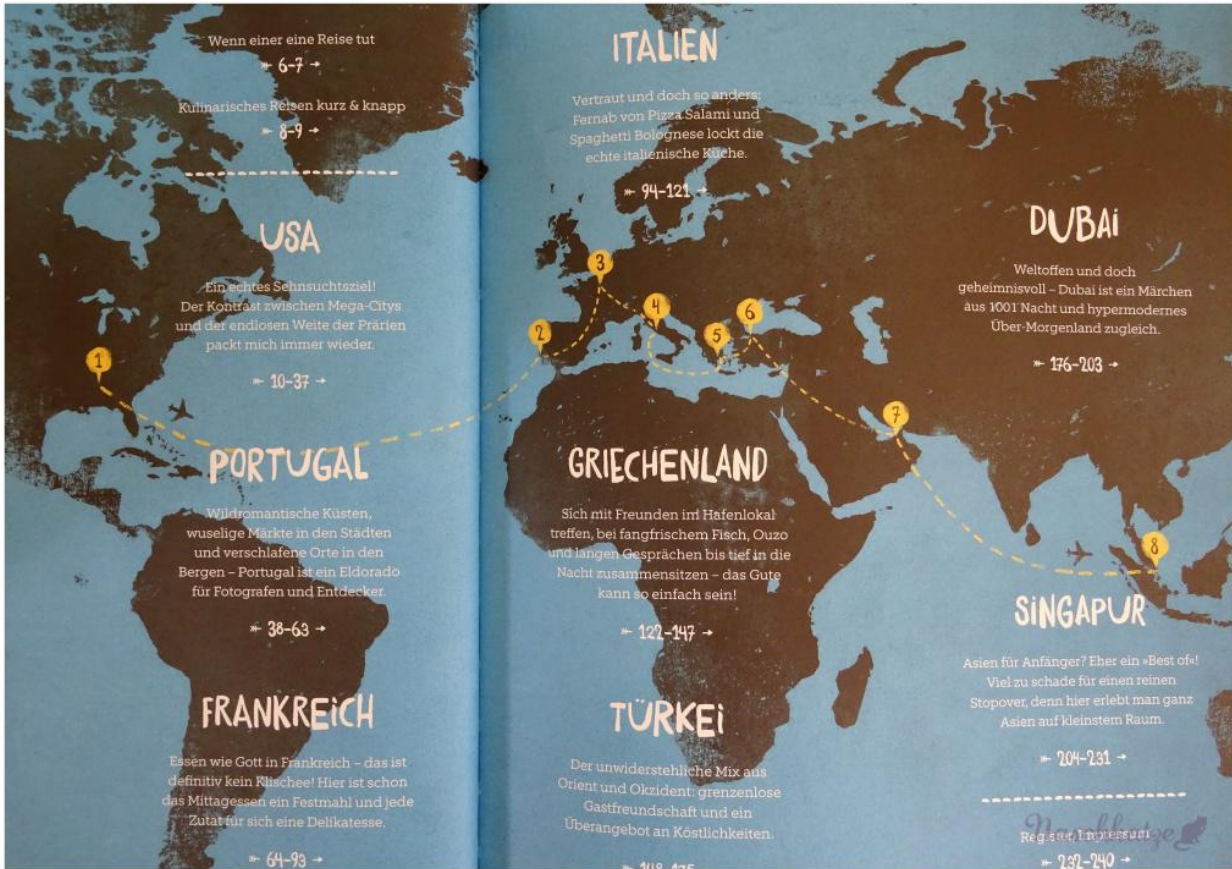 Wenn einer eine Reise tut
6–7
Kulinarisches Reisen kurz & knapp
8–9
USA
Ein echtes Sehnsuchtsziel!
Der Kontrast zwischen Mega-Citys
und der endlosen Weite der Prärien
packt mich immer wieder.
10–37
PORTUGAL
Wildromantische Küsten,
wuselige Märkte in den Städten
und verschlafene Orte in den
Bergen – Portugal ist ein Eldorado
für Fotografen und Entdecker.
38–63
FRANKREiCH
Essen wie Gott in Frankreich – das ist
definitiv kein Klischee! Hier ist schon
das Mittagessen ein Festmahl und jede
Zutat für sich eine Delikatesse.
64–93
ITALIEN
Vertraut und doch so anders:
Fernab von Pizza Salami und
Spaghetti Bolognese lockt die
echte italienische Küche.
94–121
GRIECHENLAND
Sich mit Freunden im Hafenlokal
treffen, bei fangfrischem Fisch, Ouzo
und langen Gesprächen bis tief in die
Nacht zusammensitzen – das Gute
kann so einfach sein!
122–147
TÜRKEi
Der unwiderstehliche Mix aus
Orient und Okzident: grenzenlose
Gastfreundschaft und ein
Überangebot an Köstlichkeiten.
148–175
DUBAi
Weltoffen und doch
geheimnisvoll – Dubai ist ein Märchen
aus 1001 Nacht und hypermodernes
Über-Morgenland zugleich.
176–203
SiNGAPUR
Asien für Anfänger? Eher ein »Best of«!
Viel zu schade für einen reinen
Stopover, denn hier erlebt man ganz
Asien auf kleinstem Raum.
204–231
Register/Impressum
232–240
1
2
3
4
5
6
7
8